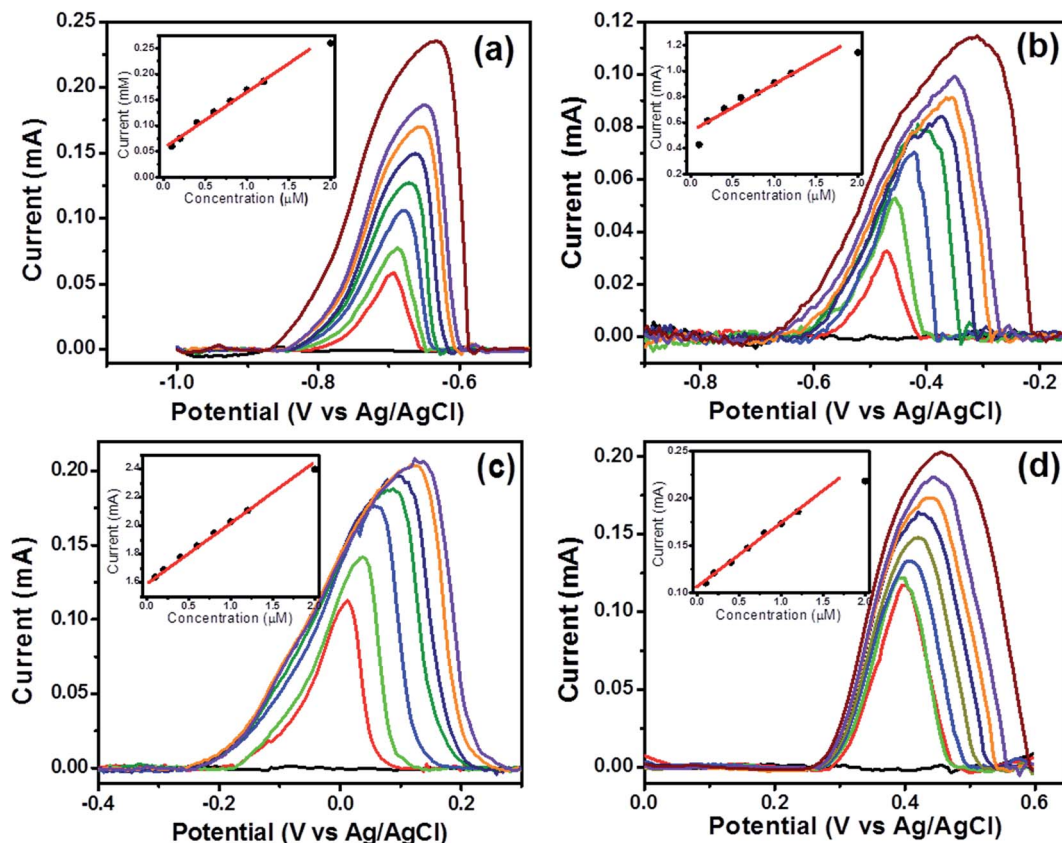 (a)
0.25
0.20
0.15
0.10
0.05
0.00
Current (mA)
-1.0 -0.8 -0.6
Potential (V vs Ag/AgCl)
0.25
0.20
0.15
0.10
0.05
0.00
Current (mM)
0.0 0.5 1.0 1.5 2.0
Concentration (µM)
(b)
0.12
0.10
0.08
0.06
0.04
0.02
0.00
Current (mA)
-0.8 -0.6 -0.4 -0.2
Potential (V vs Ag/AgCl)
1.2
1.0
0.8
0.6
0.4
0.2
Current (mA)
0.0 0.5 1.0 1.5 2.0
Concentration (µM)
(c)
0.20
0.15
0.10
0.05
0.00
Current (mA)
-0.4 -0.2 0.0 0.2
Potential (V vs Ag/AgCl)
2.4
2.2
2.0
1.8
1.6
Current (mA)
0.0 0.5 1.0 1.5 2.0
Concentration (µM)
(d)
0.20
0.15
0.10
0.05
0.00
Current (mA)
0.0 0.2 0.4 0.6
Potential (V vs Ag/AgCl)
0.25
0.20
0.15
0.10
Current (mA)
0.0 0.5 1.0 1.5 2.0
Concentration (µM)